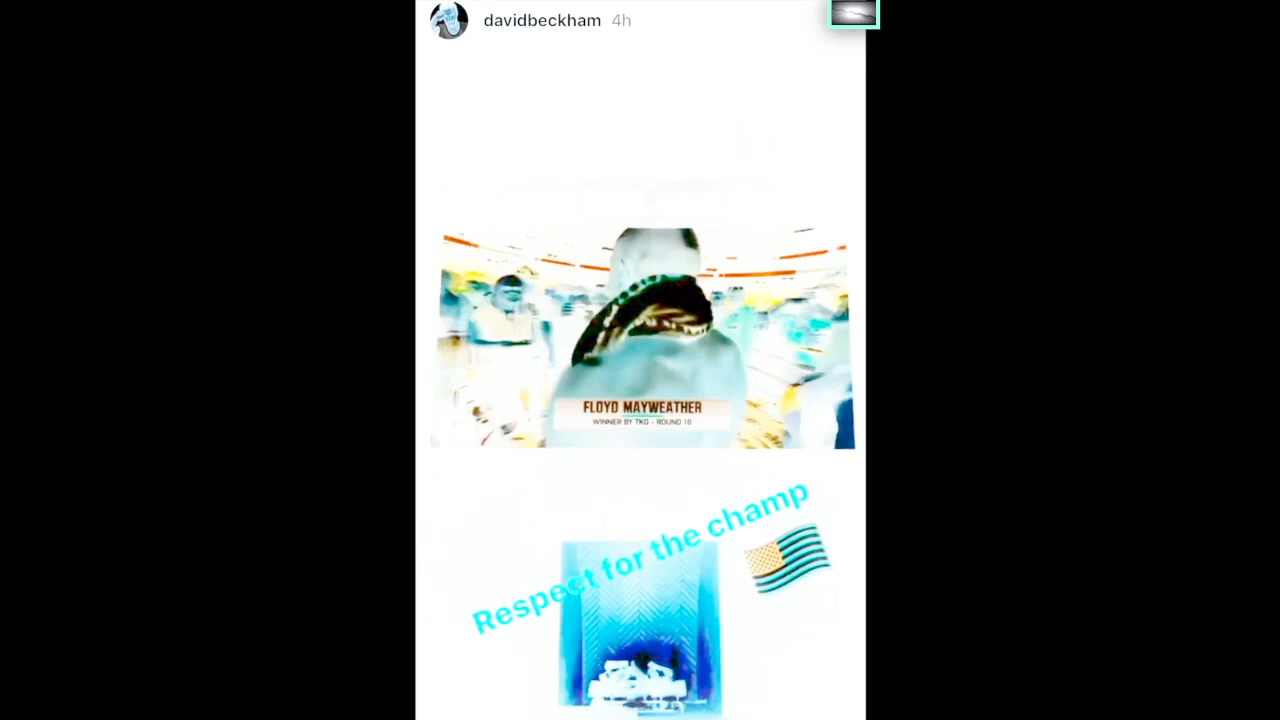 davidbeckham 4h
FLOYD MAYWEATHER
WINNER BY TKO - ROUND 10
Respect for the champ